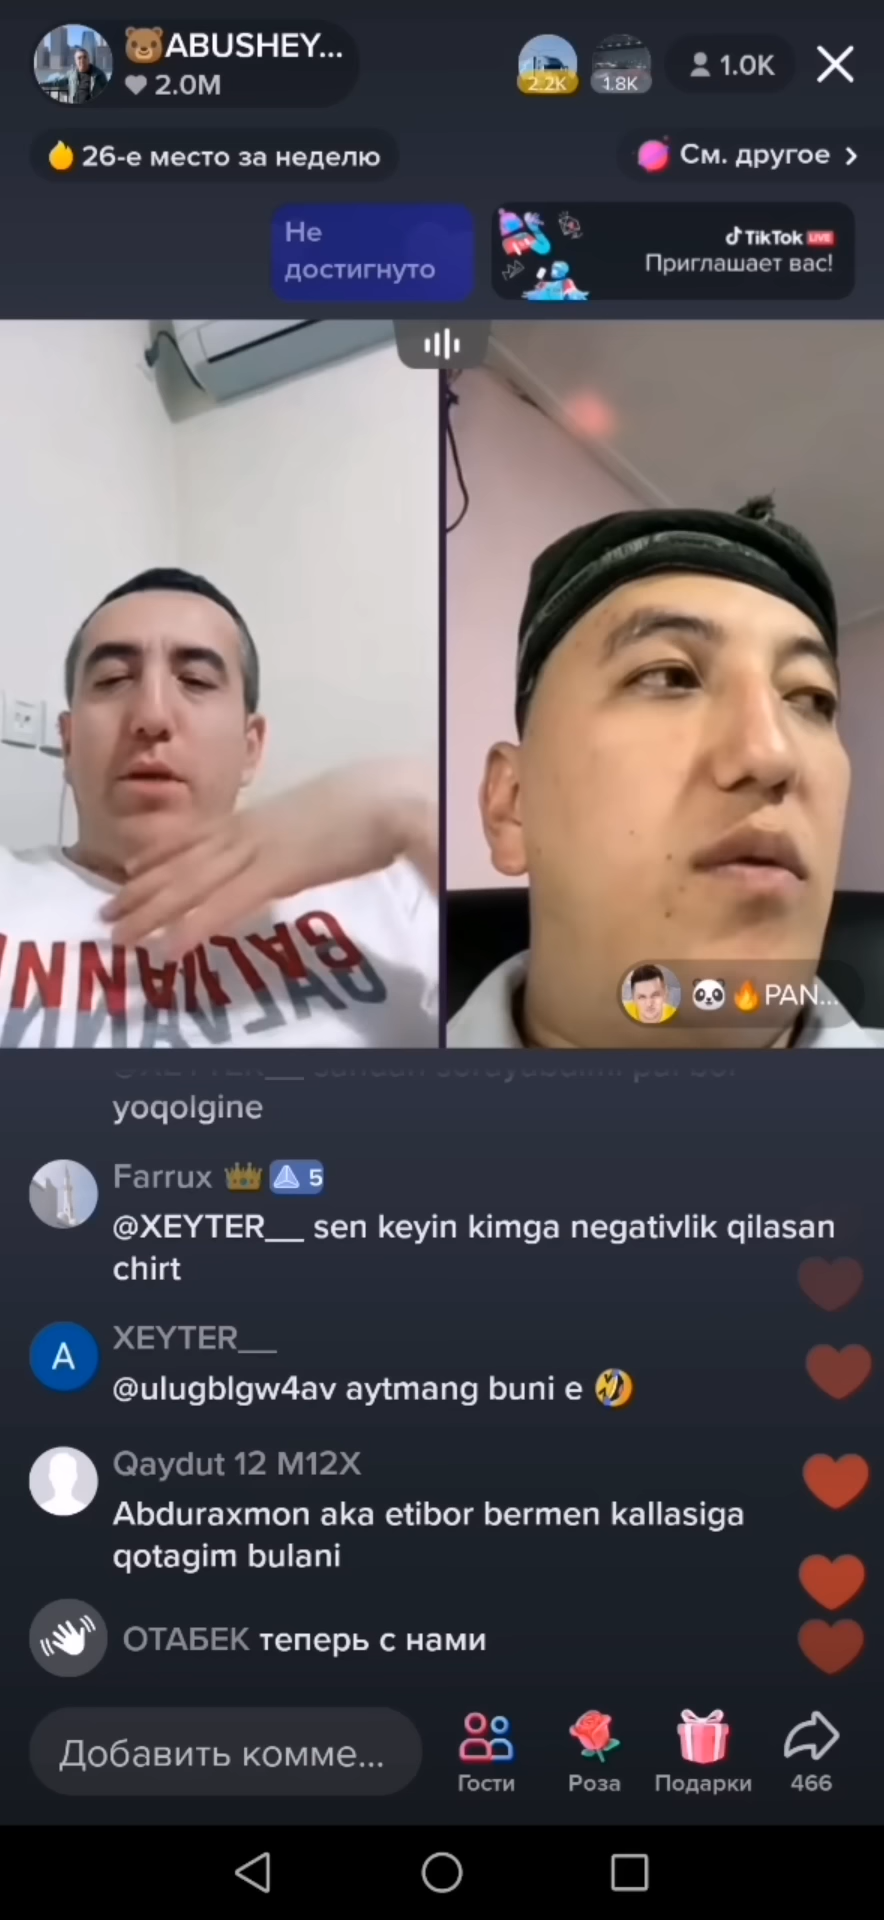 🐻ABUSHEY...
2.0M
2.2K
1.8K
1.0K
26-е место за неделю
См. другое
Не
достигнуто
TikTok LIVE
Приглашает вас!
🐼🔥PAN...
yoqolgine
Farrux 👑 5
@XEYTER__ sen keyin kimga negativlik qilasan
chirt
A
XEYTER__
@ulugblgw4av aytmang buni e 🤣
Qaydut 12 M12X
Abduraxmon aka etibor bermen kallasiga
qotagim bulani
ОТАБЕК теперь с нами
Добавить комме...
Гости
Роза
Подарки
466